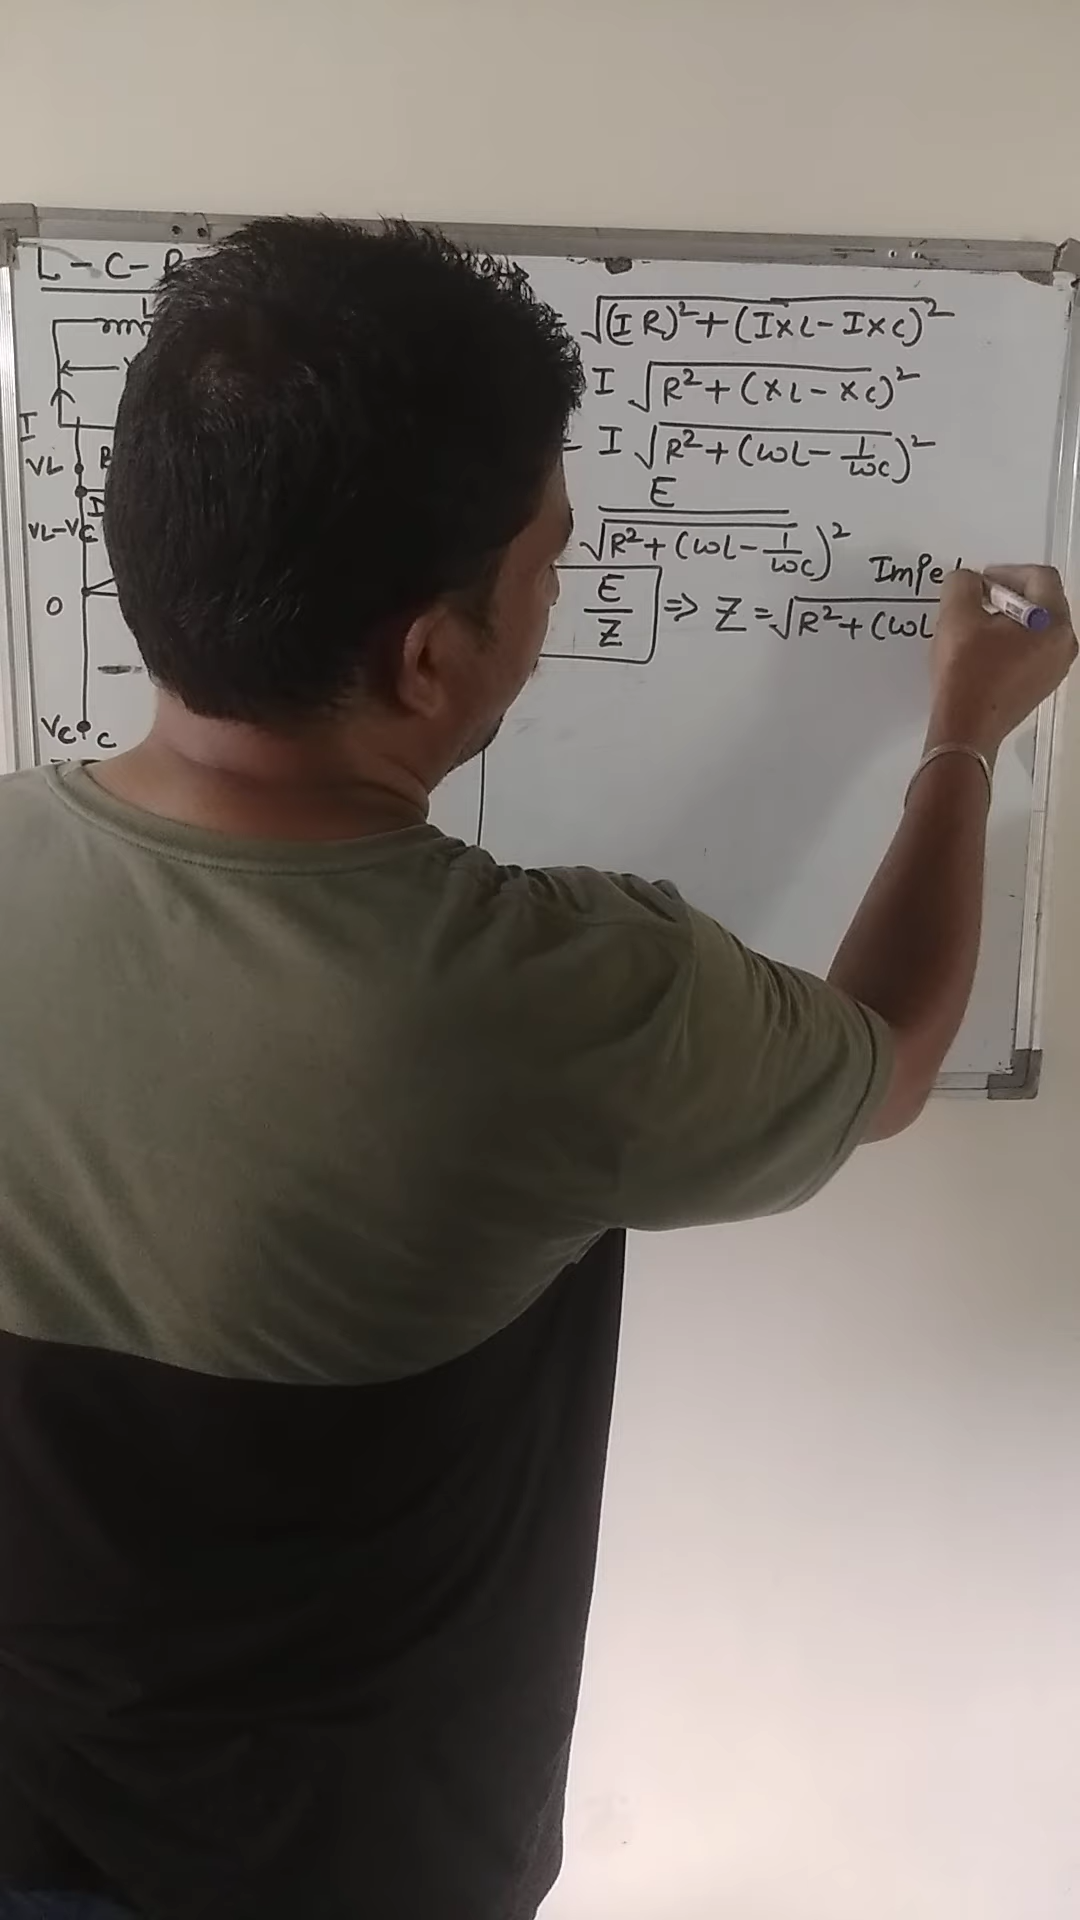 L-C-R
L
I
VL
VL-VC
O
VC C
√(IR)² + (IXL - IXC)²
I √R² + (XL - XC)²
= I √R² + (ωL - 1/ωC)²
E / √R² + (ωL - 1/ωC)²
E/Z ⇒ Z = √R² + (ωL
Impe